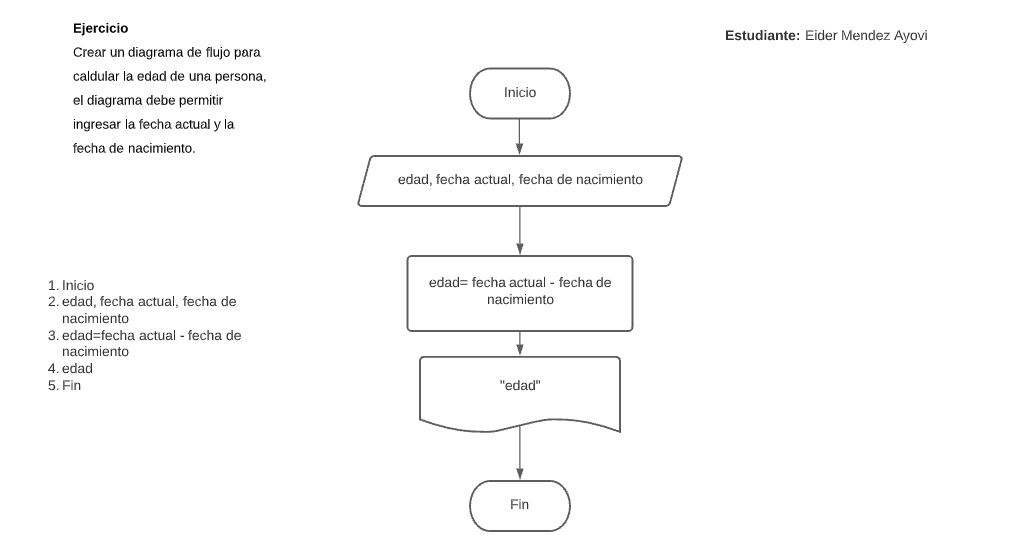 Ejercicio
Crear un diagrama de flujo para
caldular la edad de una persona,
el diagrama debe permitir
ingresar la fecha actual y la
fecha de nacimiento.
Estudiante: Eider Mendez Ayovi
Inicio
edad, fecha actual, fecha de nacimiento
edad= fecha actual - fecha de
nacimiento
"edad"
Fin
1. Inicio
2. edad, fecha actual, fecha de
nacimiento
3. edad=fecha actual - fecha de
nacimiento
4. edad
5. Fin